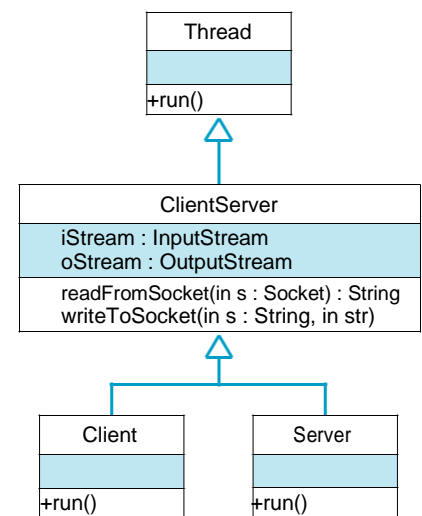 Thread
+run()
ClientServer
iStream : InputStream
oStream : OutputStream
readFromSocket(in s : Socket) : String
writeToSocket(in s : String, in str)
Client
Server
+run()
+run()